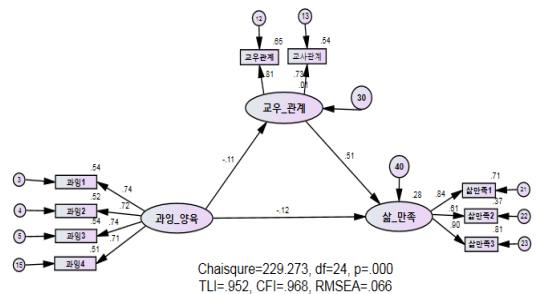 12
13
.65
.54
교우관계
교사관계
.81
.73
.01
교우_관계
30
-.11
.51
40
3
.54
과잉1
.74
4
.52
과잉2
.72
5
.54
과잉3
.74
15
.51
과잉4
.71
과잉_양육
-.12
삶_만족
.28
.84
.71
삶만족1
21
.61
.37
삶만족2
22
.90
.81
삶만족3
23
Chaisqure=229.273, df=24, p=.000
TLI=.952, CFI=.968, RMSEA=.066